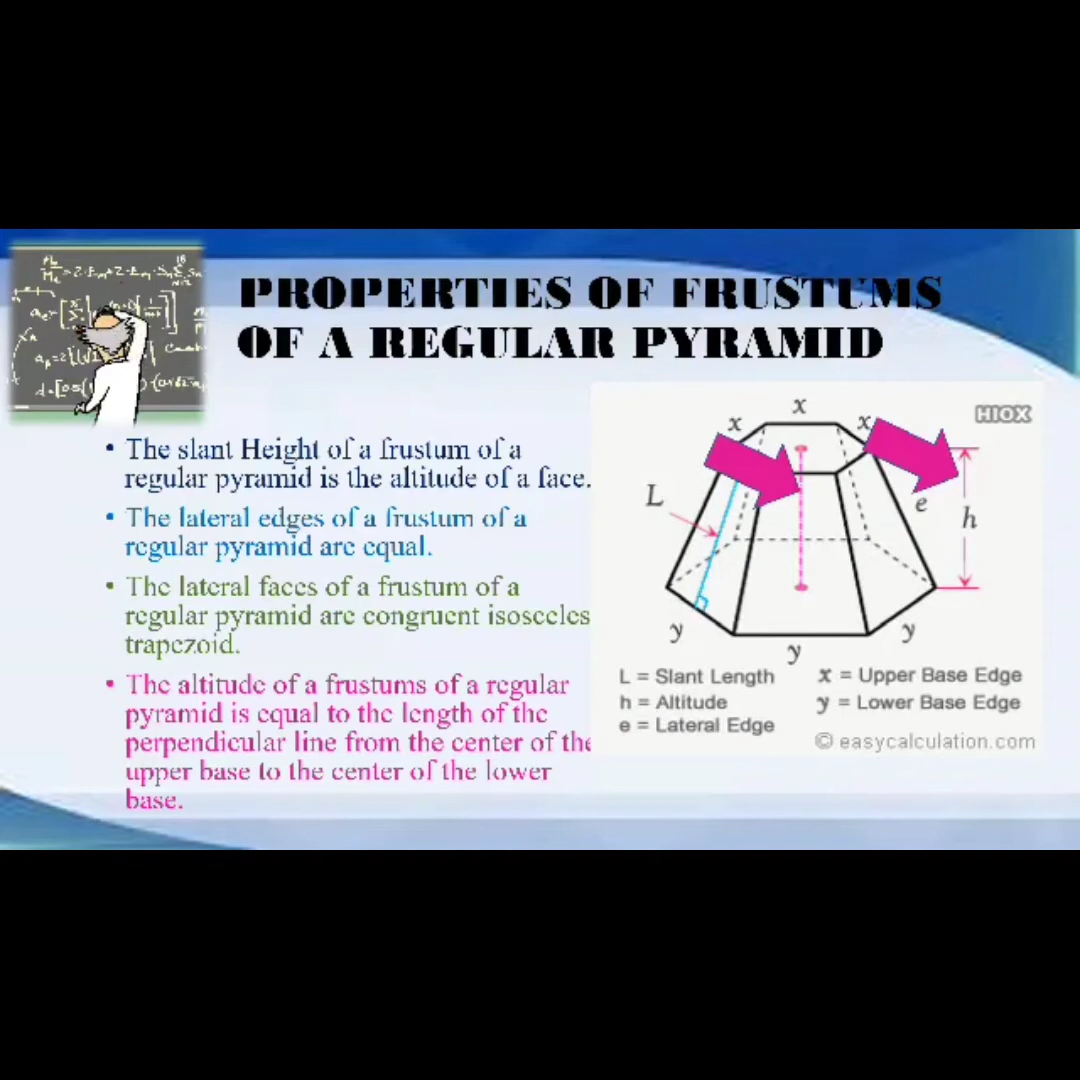 PROPERTIES OF FRUSTUMS
OF A REGULAR PYRAMID
• The slant Height of a frustum of a
regular pyramid is the altitude of a face.
• The lateral edges of a frustum of a
regular pyramid are equal.
• The lateral faces of a frustum of a
regular pyramid are congruent isosceles
trapezoid.
• The altitude of a frustums of a regular
pyramid is equal to the length of the
perpendicular line from the center of the
upper base to the center of the lower
base.
HIOX
x
x
x
L
e
h
y
y
y
L = Slant Length
h = Altitude
e = Lateral Edge
x = Upper Base Edge
y = Lower Base Edge
© easycalculation.com